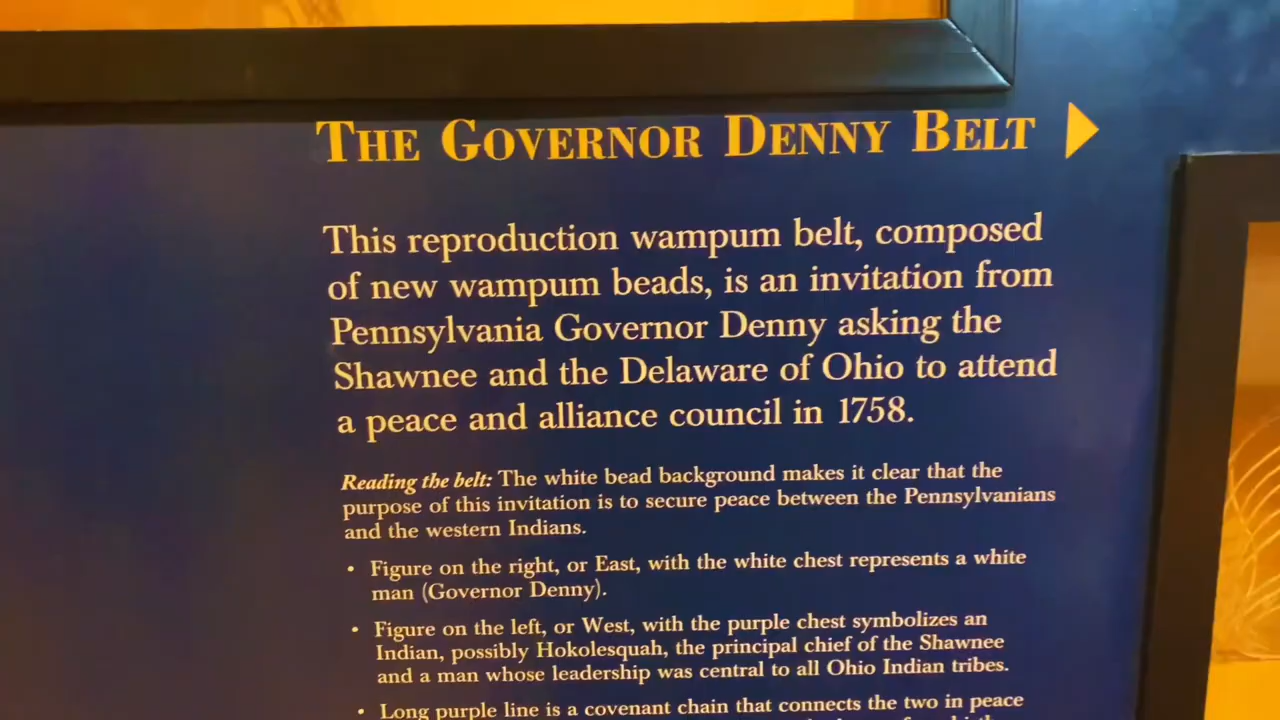 THE GOVERNOR DENNY BELT
This reproduction wampum belt, composed
of new wampum beads, is an invitation from
Pennsylvania Governor Denny asking the
Shawnee and the Delaware of Ohio to attend
a peace and alliance council in 1758.
Reading the belt: The white bead background makes it clear that the
purpose of this invitation is to secure peace between the Pennsylvanians
and the western Indians.
• Figure on the right, or East, with the white chest represents a white
man (Governor Denny).
• Figure on the left, or West, with the purple chest symbolizes an
Indian, possibly Hokolesquah, the principal chief of the Shawnee
and a man whose leadership was central to all Ohio Indian tribes.
• Long purple line is a covenant chain that connects the two in peace